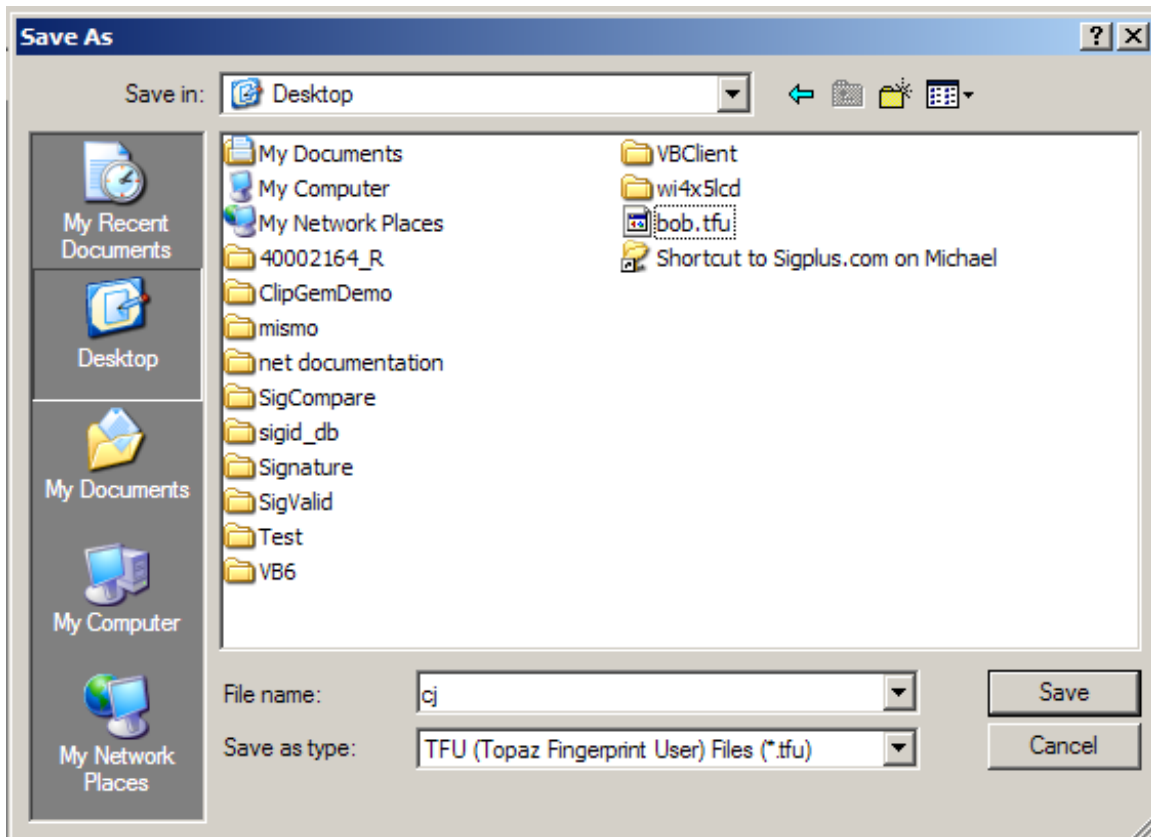 Save As
Save in: Desktop
My Recent
Documents
Desktop
My Documents
My Computer
My Network
Places
My Documents
My Computer
My Network Places
40002164_R
ClipGemDemo
mismo
net documentation
SigCompare
sigid_db
Signature
SigValid
Test
VB6
VBClient
wi4x5lcd
bob.tfu
Shortcut to Sigplus.com on Michael
File name: cj
Save
Save as type: TFU (Topaz Fingerprint User) Files (*.tfu)
Cancel